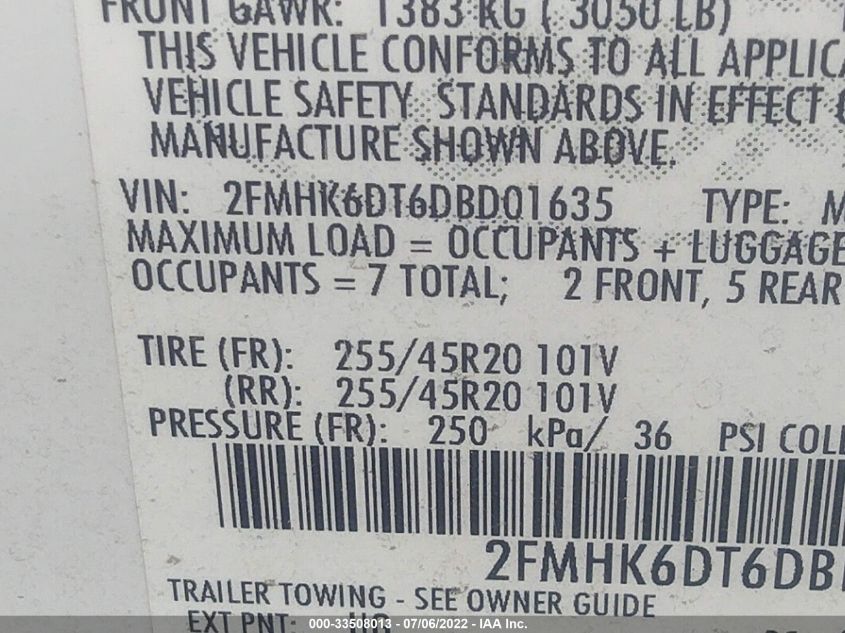 FRONT GAWR: 1383 KG ( 3050 LB)
THIS VEHICLE CONFORMS TO ALL APPLICA
VEHICLE SAFETY STANDARDS IN EFFECT O
MANUFACTURE SHOWN ABOVE.
VIN: 2FMHK6DT6DBD01635 TYPE: M
MAXIMUM LOAD = OCCUPANTS + LUGGAGE
OCCUPANTS = 7 TOTAL; 2 FRONT, 5 REAR
TIRE (FR): 255/45R20 101V
(RR): 255/45R20 101V
PRESSURE (FR): 250 kPa/ 36 PSI COL
2FMHK6DT6DB
TRAILER TOWING - SEE OWNER GUIDE
EXT PNT:
000-33508013 - 07/06/2022 - IAA Inc.